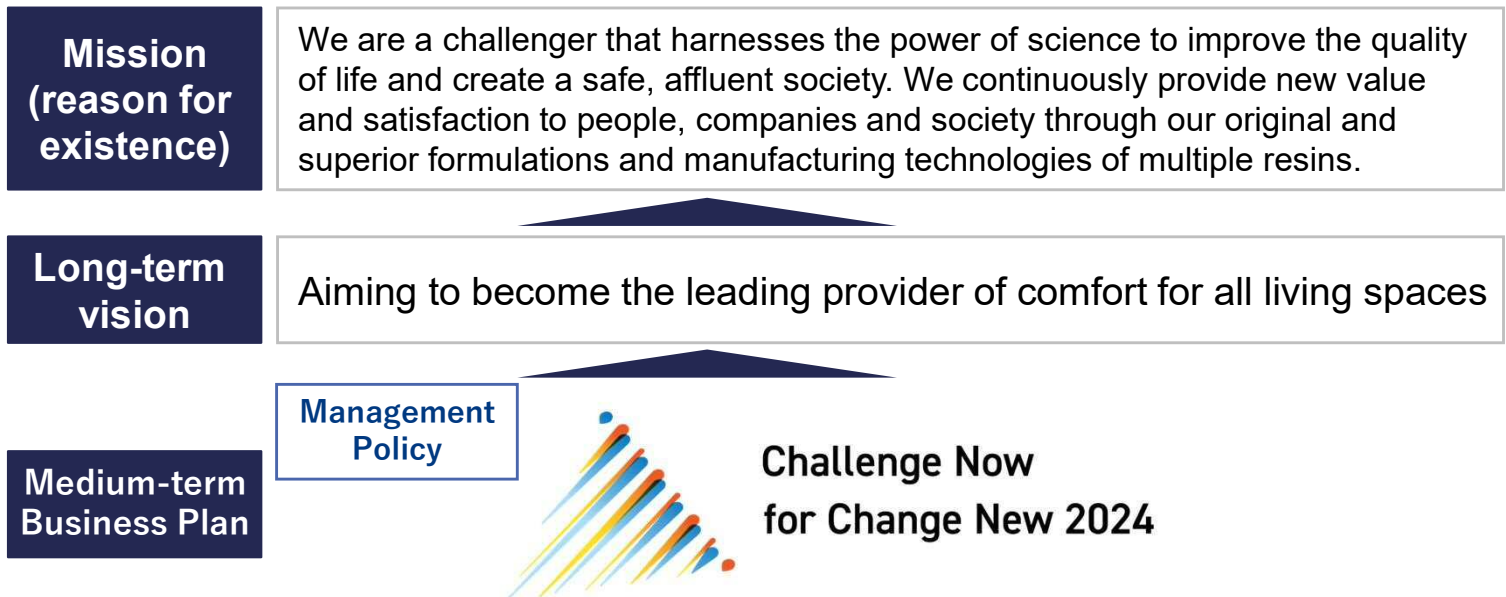 Mission
(reason for
existence)
We are a challenger that harnesses the power of science to improve the quality
of life and create a safe, affluent society. We continuously provide new value
and satisfaction to people, companies and society through our original and
superior formulations and manufacturing technologies of multiple resins.
Long-term
vision
Aiming to become the leading provider of comfort for all living spaces
Management
Policy
Medium-term
Business Plan
Challenge Now
for Change New 2024